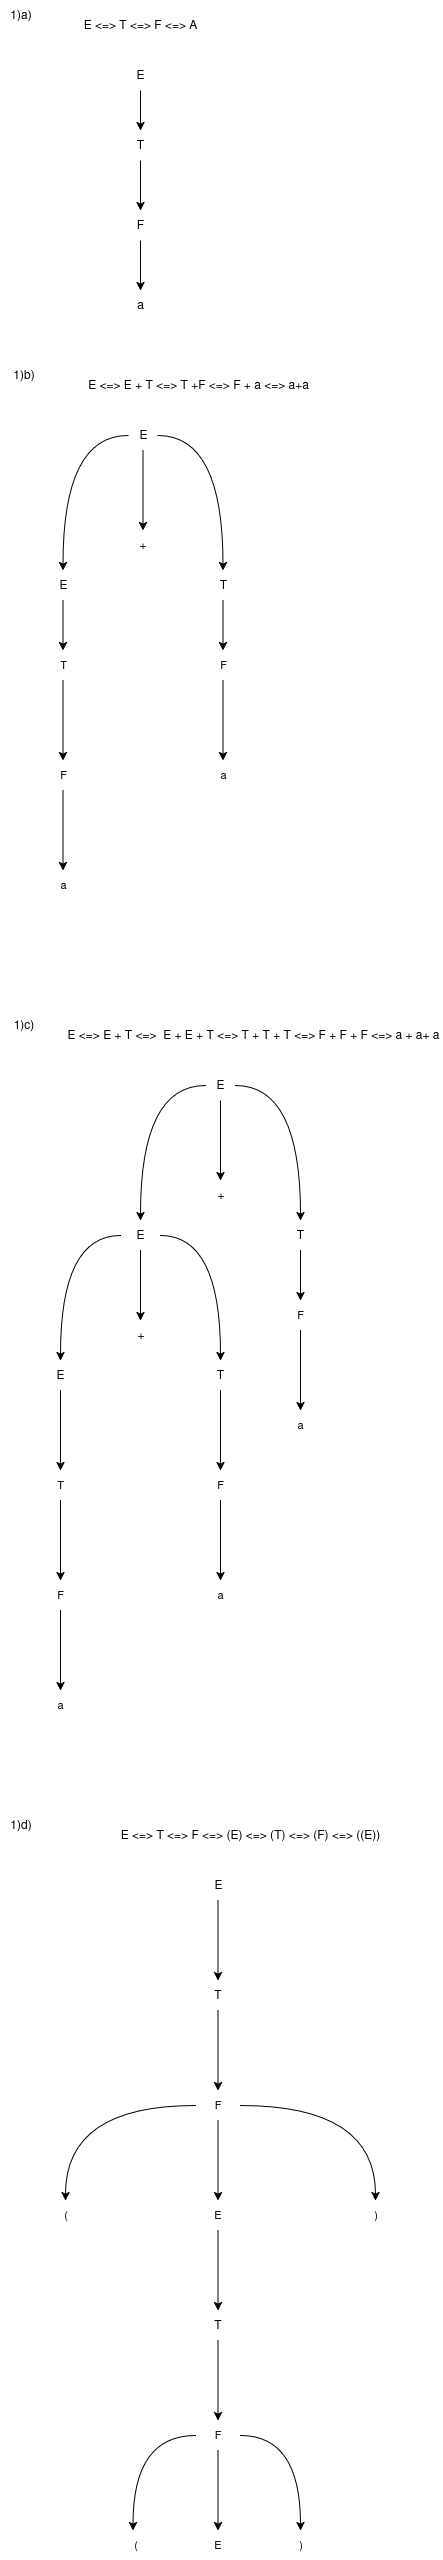 1)a)
E <=> T <=> F <=> A
E
T
F
a
1)b)
E <=> E + T <=> T +F <=> F + a <=> a+a
E
+
E T
T F
F a
a
1)c)
E <=> E + T <=> E + E + T <=> T + T + T <=> F + F + F <=> a + a+ a
E
+
E T
F
+
E T
a
T F
F a
a
1)d)
E <=> T <=> F <=> (E) <=> (T) <=> (F) <=> ((E))
E
T
F
( E )
T
F
( E )